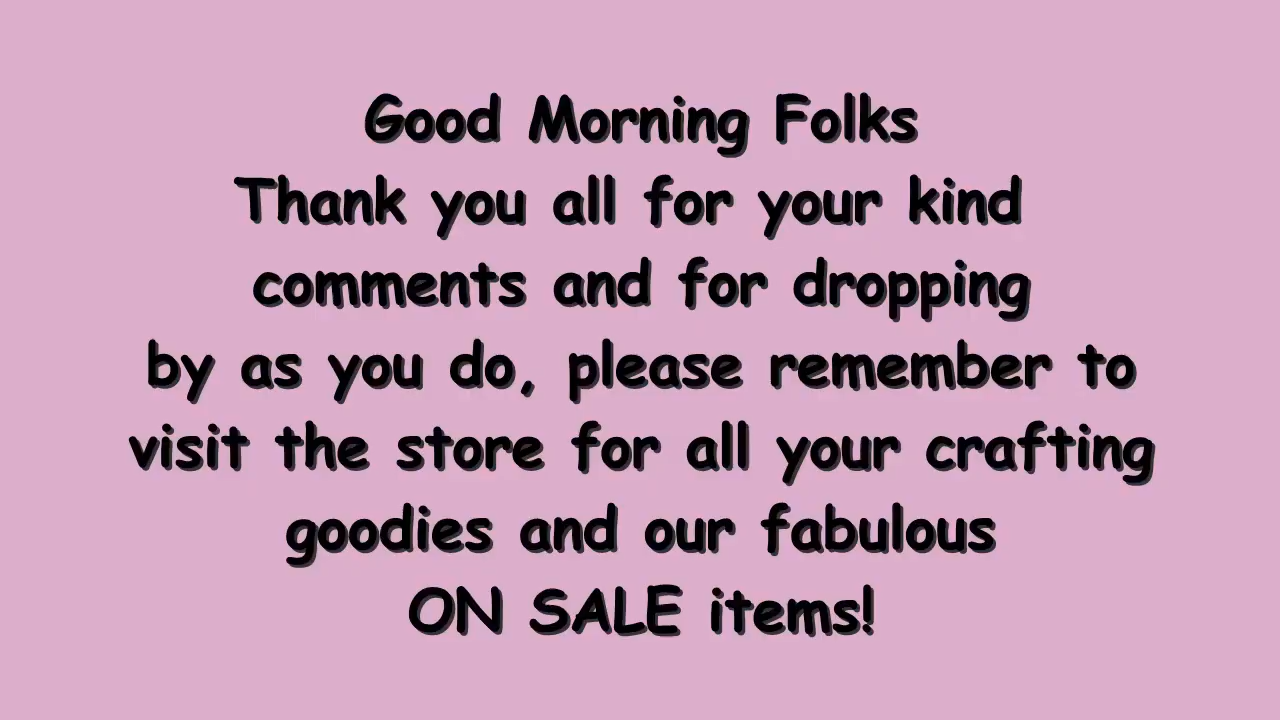 Good Morning Folks
Thank you all for your kind
comments and for dropping
by as you do, please remember to
visit the store for all your crafting
goodies and our fabulous
ON SALE items!